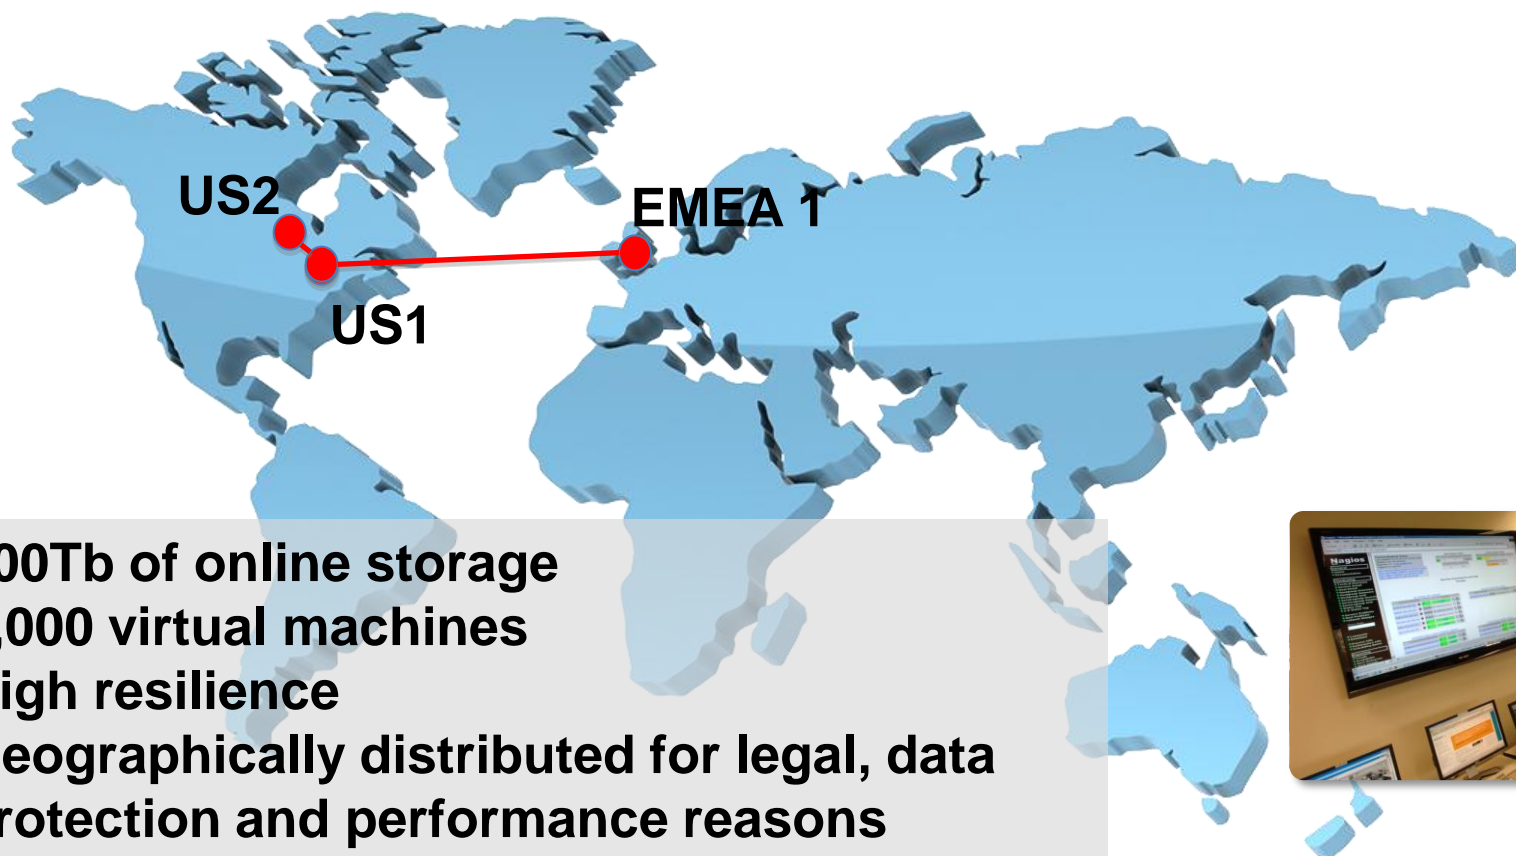 US2
EMEA 1
US1
00Tb of online storage
,000 virtual machines
igh resilience
eographically distributed for legal, data
rotection and performance reasons
Nagios